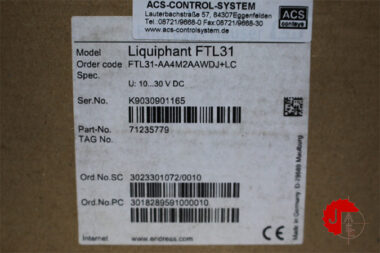 ACS-CONTROL-SYSTEM
Lauterbachstraße 57, 84307 Eggenfelden
Tel: 08721/9668-0
Fax: 08721/9668-30
www.acs-controlsystem.de
ACS
Model Liquiphant FTL31
Order code FTL31-AA4M2AAWDJ+LC
Spec.
U: 10...30 V DC
Ser.No. K9030901165
Part-No. 71235779
TAG No.
Ord.No.SC 3023301072/0010
Ord.No.PC 3018289591000010
Internet www.endress.com
Made in Germany, D-79689 Maulburg